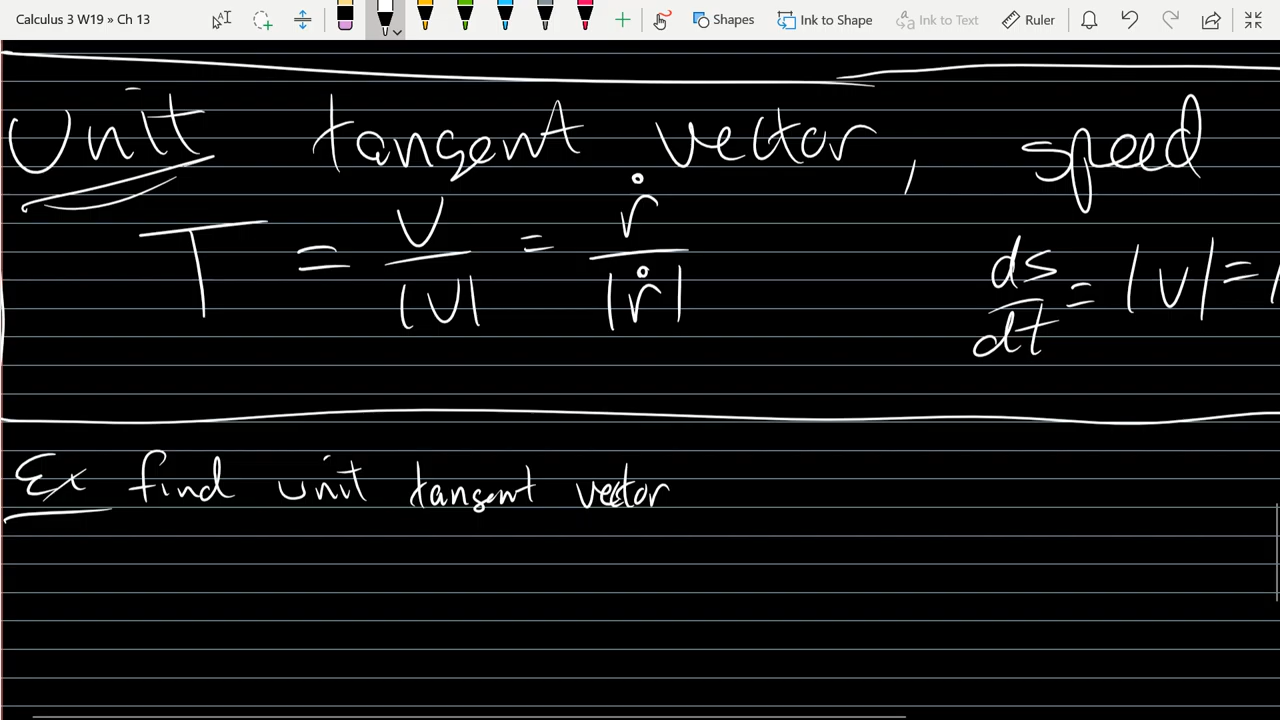 Calculus 3 W19 » Ch 13 Shapes Ink to Shape Ink to Text Ruler
Unit tangent vector, speed
T = v/|v| = ṙ/|ṙ| ds/dt = |v| = |
Ex find unit tangent vector